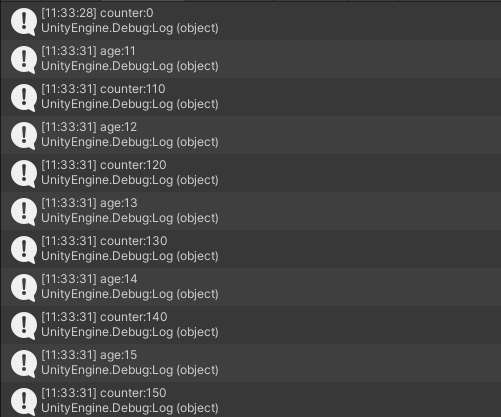 [11:33:28] counter:0
UnityEngine.Debug:Log (object)
[11:33:31] age:11
UnityEngine.Debug:Log (object)
[11:33:31] counter:110
UnityEngine.Debug:Log (object)
[11:33:31] age:12
UnityEngine.Debug:Log (object)
[11:33:31] counter:120
UnityEngine.Debug:Log (object)
[11:33:31] age:13
UnityEngine.Debug:Log (object)
[11:33:31] counter:130
UnityEngine.Debug:Log (object)
[11:33:31] age:14
UnityEngine.Debug:Log (object)
[11:33:31] counter:140
UnityEngine.Debug:Log (object)
[11:33:31] age:15
UnityEngine.Debug:Log (object)
[11:33:31] counter:150
UnityEngine.Debug:Log (object)